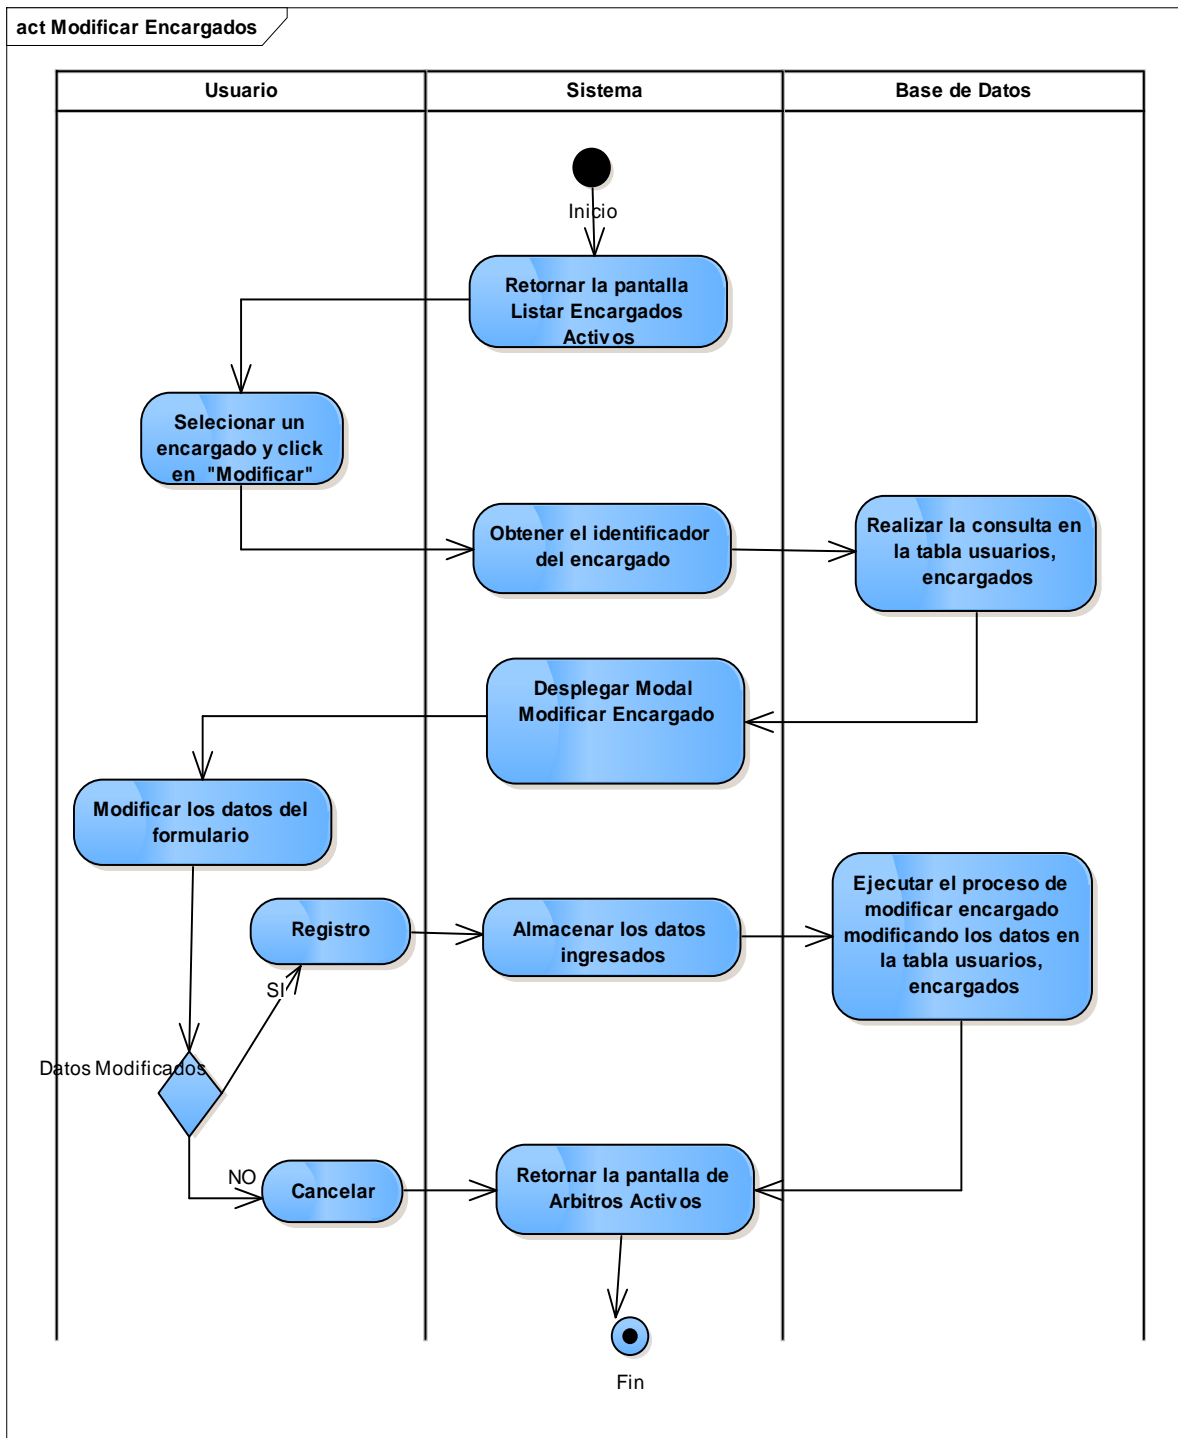 act Modificar Encargados
Usuario
Sistema
Base de Datos
Inicio
Retornar la pantalla
Listar Encargados
Activos
Selecionar un
encargado y click
en "Modificar"
Obtener el identificador
del encargado
Realizar la consulta en
la tabla usuarios,
encargados
Desplegar Modal
Modificar Encargado
Modificar los datos del
formulario
Registro
Almacenar los datos
ingresados
Ejecutar el proceso de
modificar encargado
modificando los datos en
la tabla usuarios,
encargados
SI
Datos Modificados
NO
Cancelar
Retornar la pantalla de
Arbitros Activos
Fin